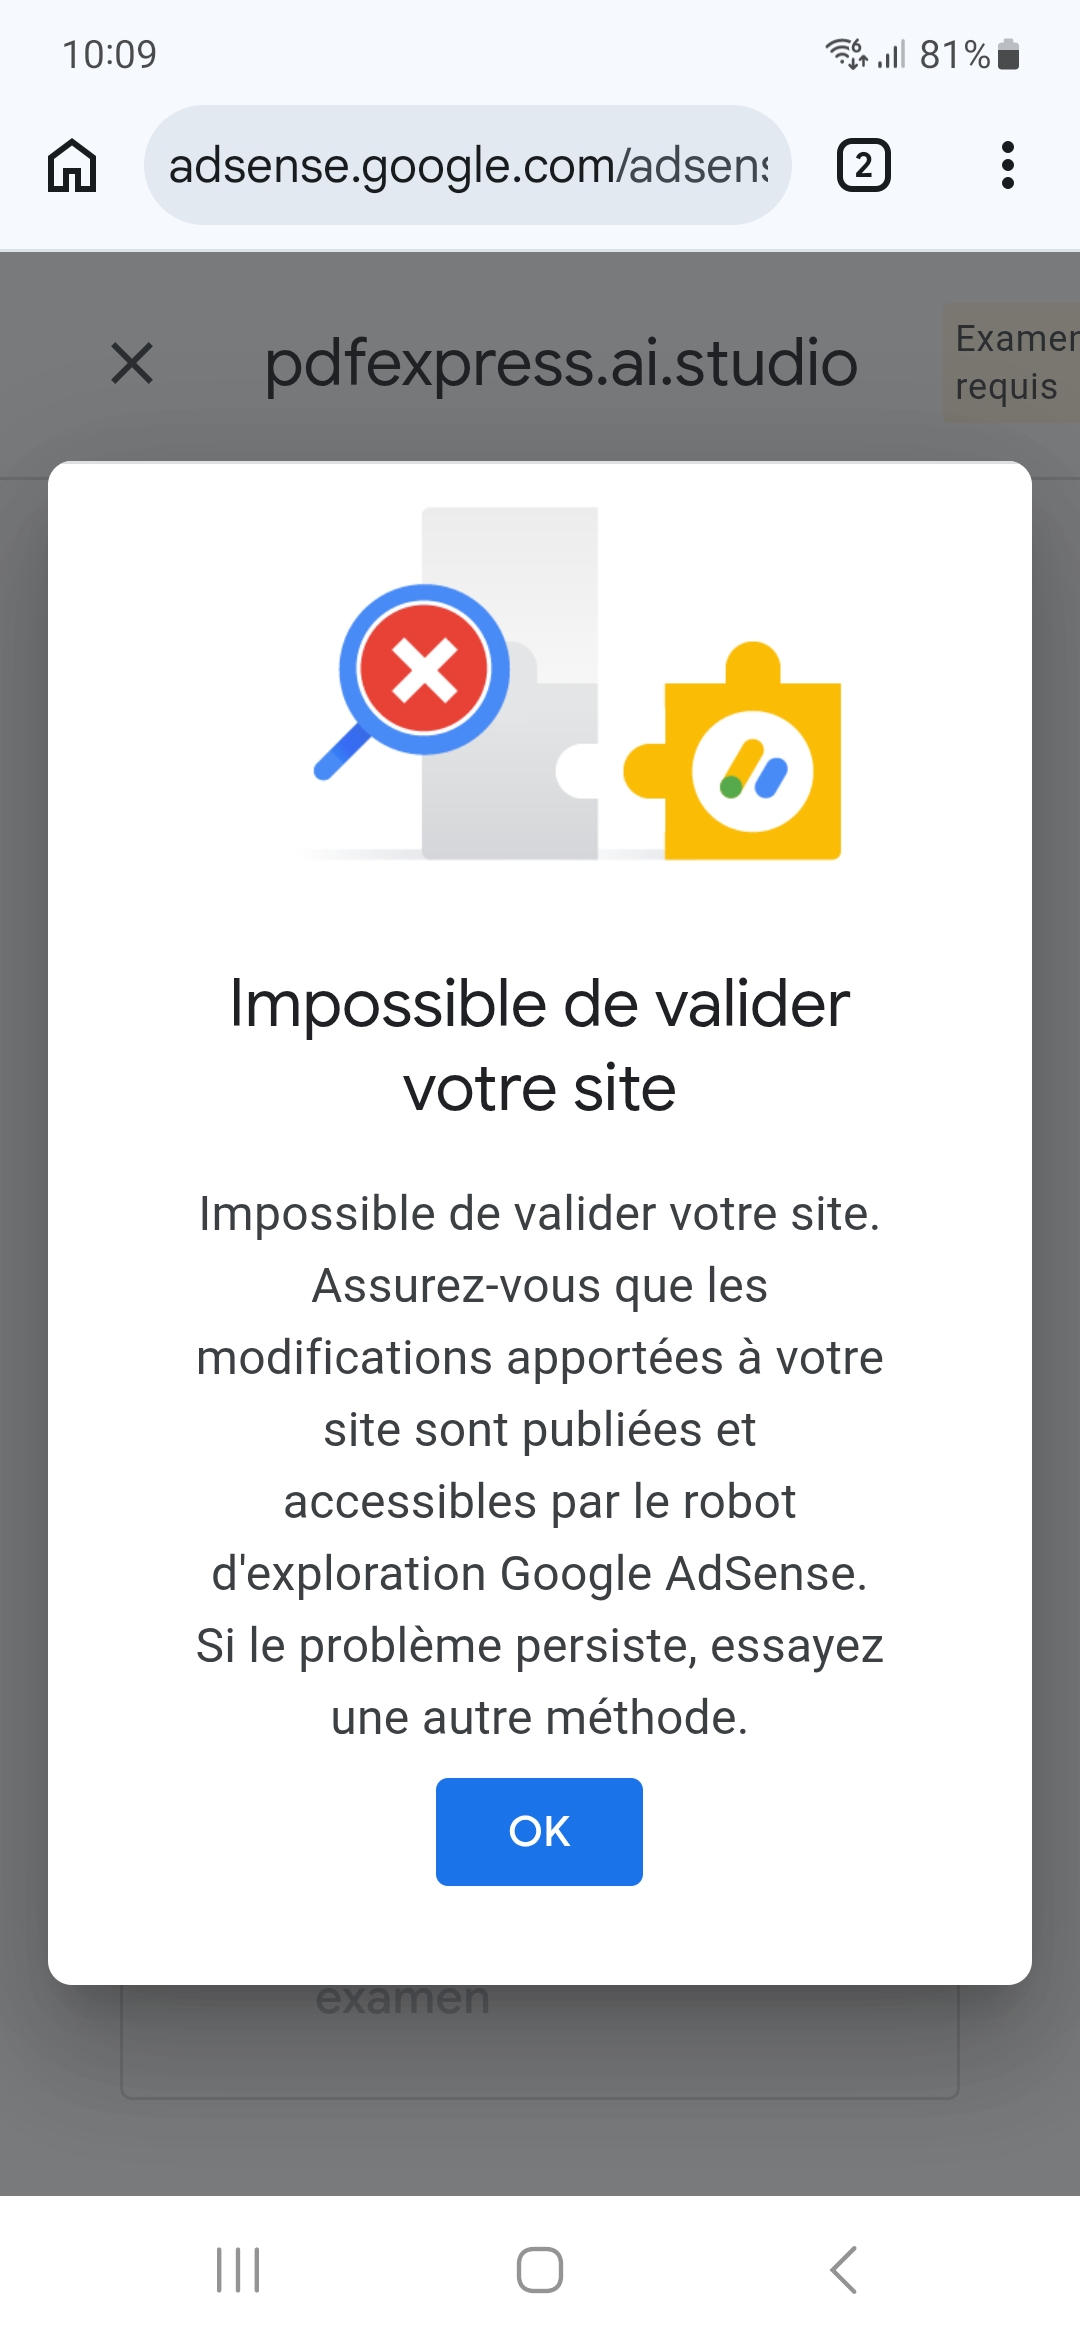 10:09
6 81%
adsense.google.com/adsens
2
pdfexpress.ai.studio
Examen
requis
Impossible de valider
votre site
Impossible de valider votre site.
Assurez-vous que les
modifications apportées à votre
site sont publiées et
accessibles par le robot
d'exploration Google AdSense.
Si le problème persiste, essayez
une autre méthode.
OK
examen